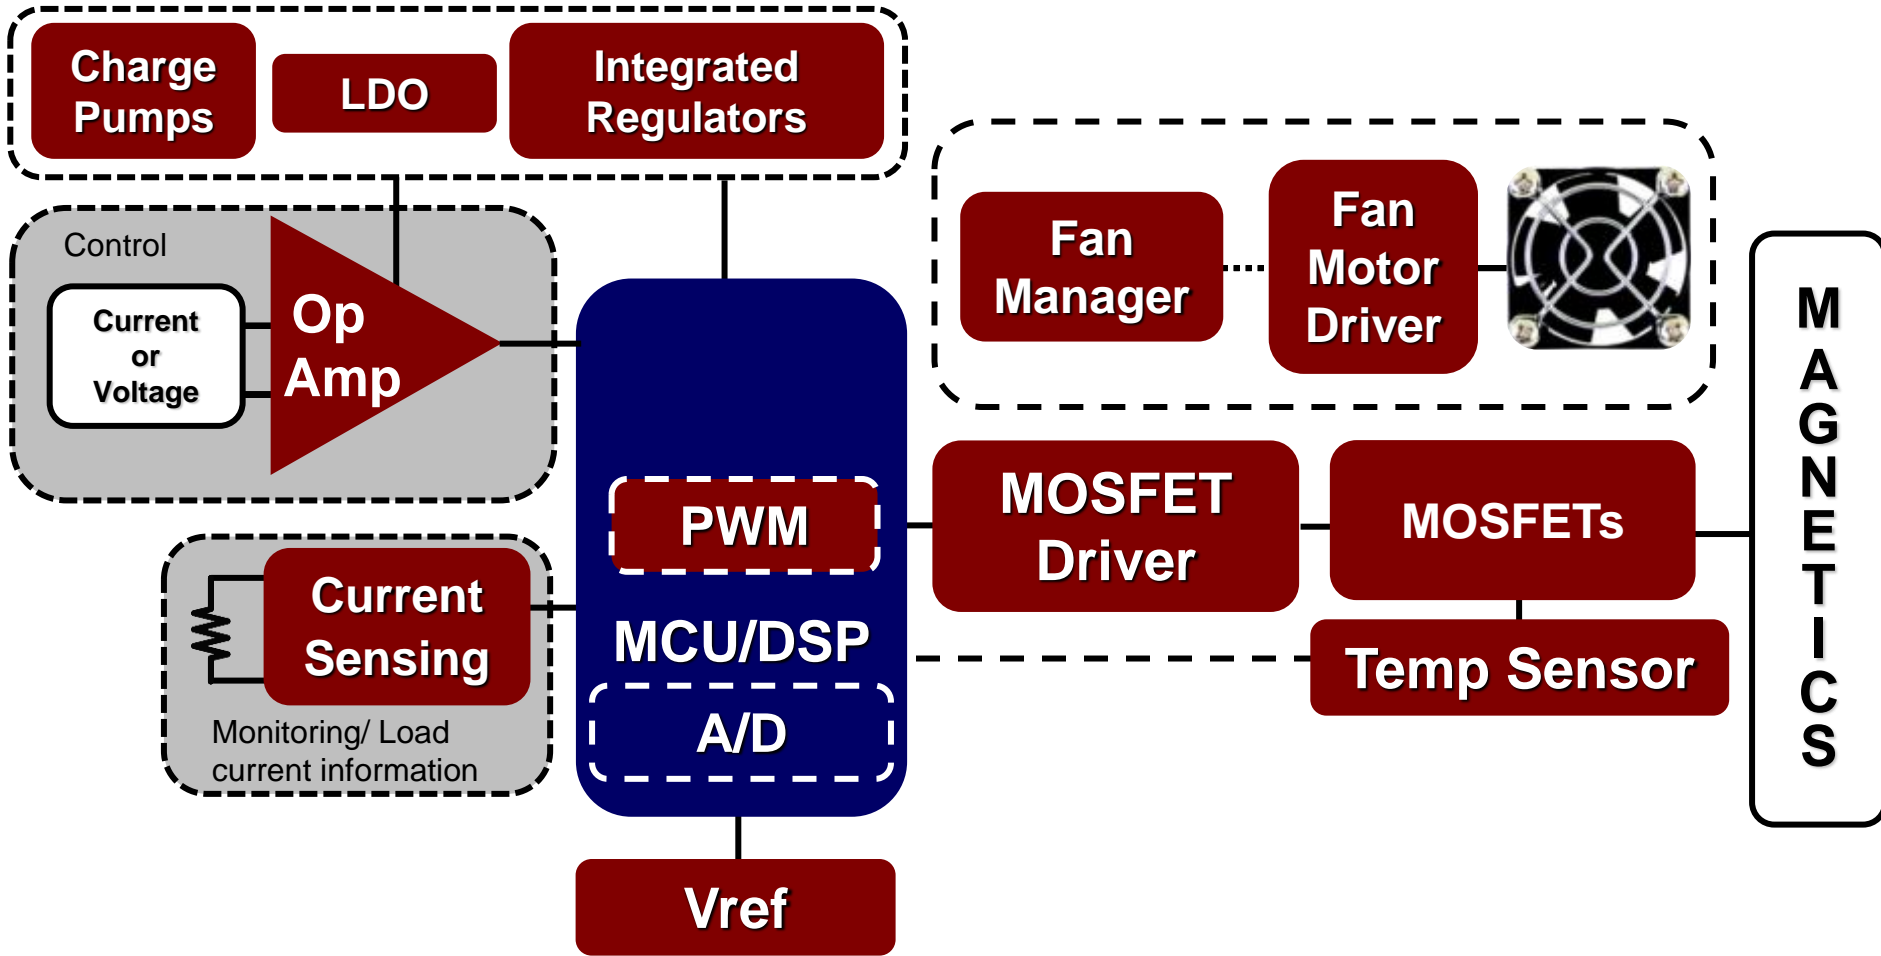 Charge
Pumps
LDO
Integrated
Regulators
Control
Current
or
Voltage
Op
Amp
Fan
Manager
Fan
Motor
Driver
PWM
MCU/DSP
A/D
MOSFET
Driver
MOSFETs
Temp Sensor
Current
Sensing
Monitoring/ Load
current information
Vref
M
A
G
N
E
T
I
C
S